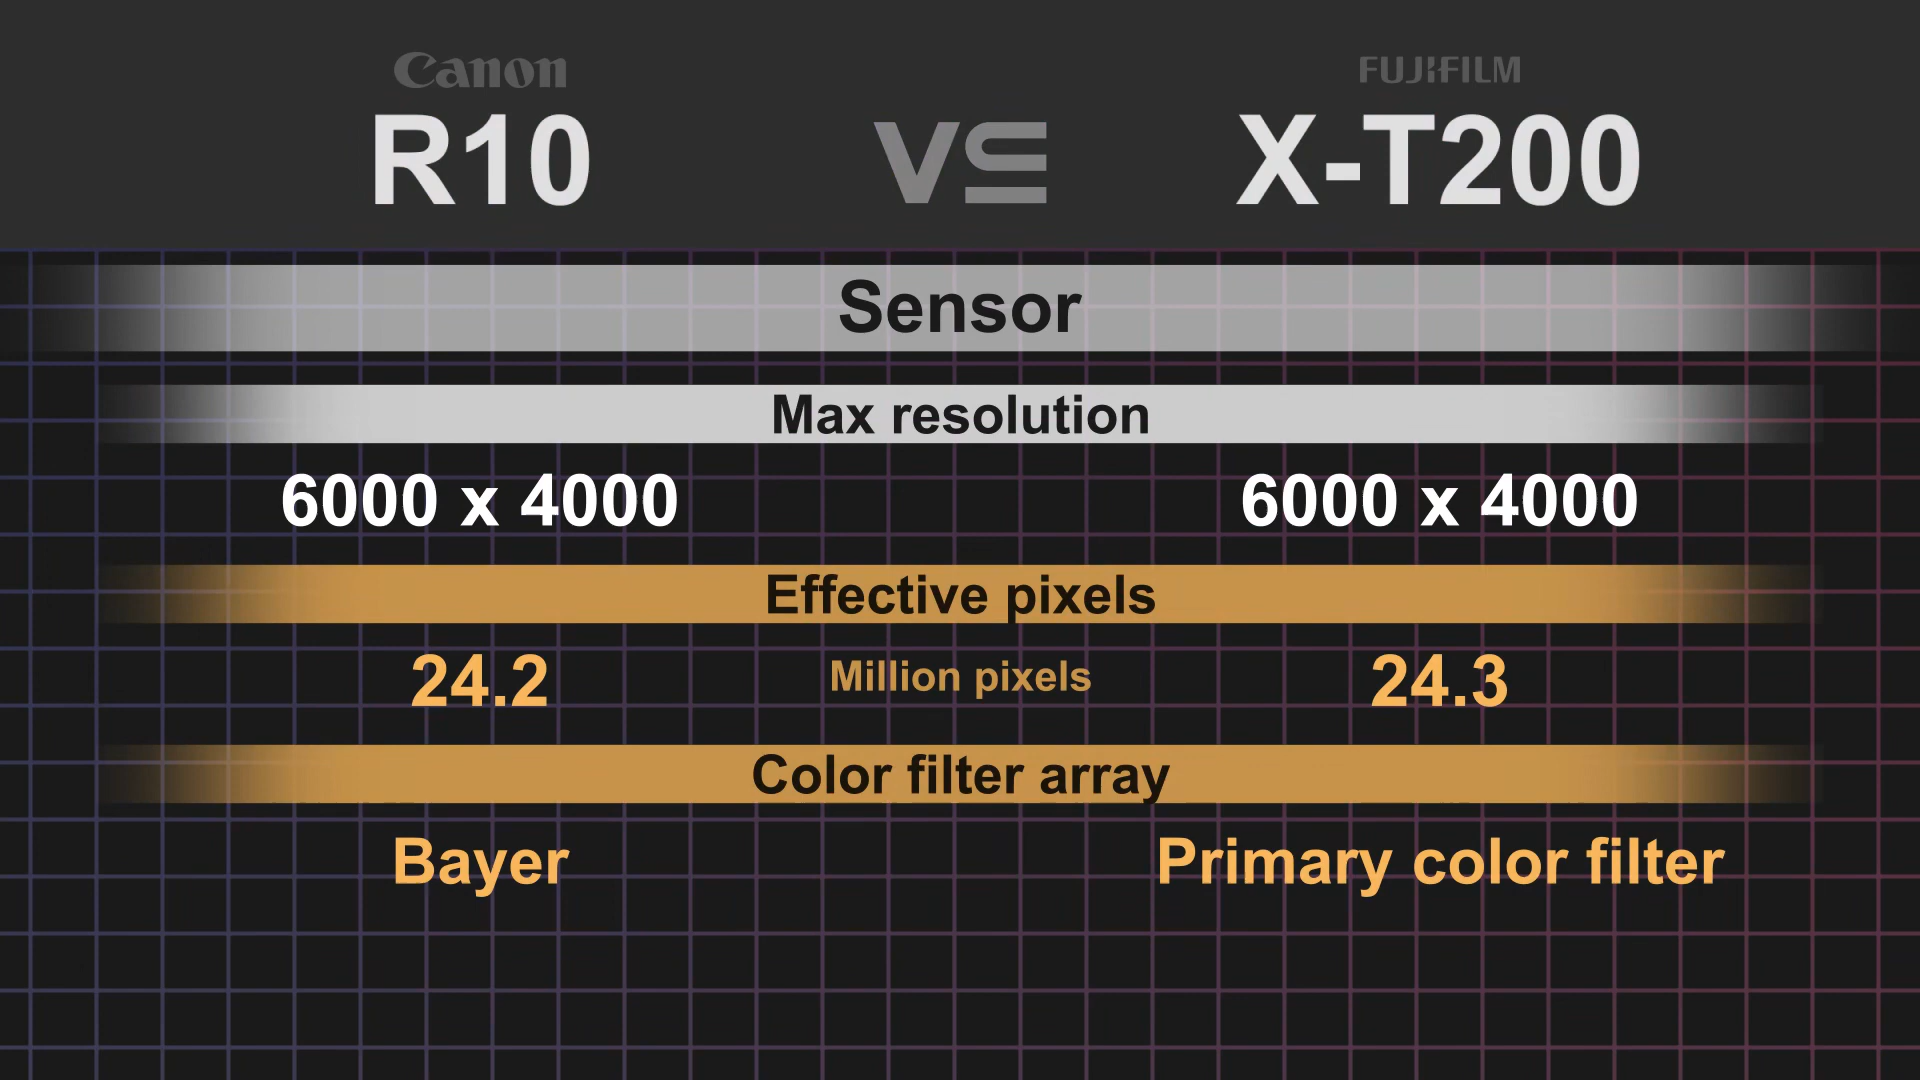 Canon
FUJIFILM
R10
VS
X-T200
Sensor
Max resolution
6000 x 4000
6000 x 4000
Effective pixels
24.2
Million pixels
24.3
Color filter array
Bayer
Primary color filter